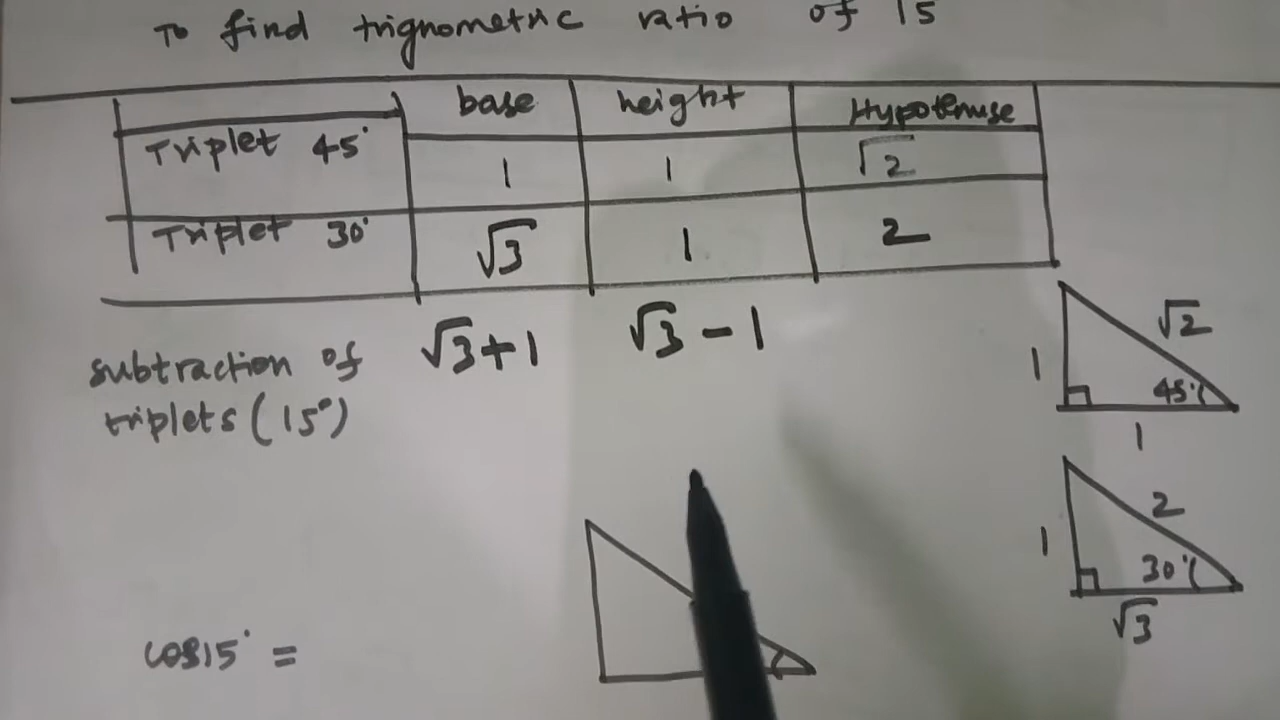 To find trignometric ratio of 15
base height Hypotenuse
Triplet 45° 1 1 √2
Triplet 30° √3 1 2
subtraction of √3+1 √3-1
triplets (15°)
√2
1 45°
1
2
1 30°
√3
cos15° =